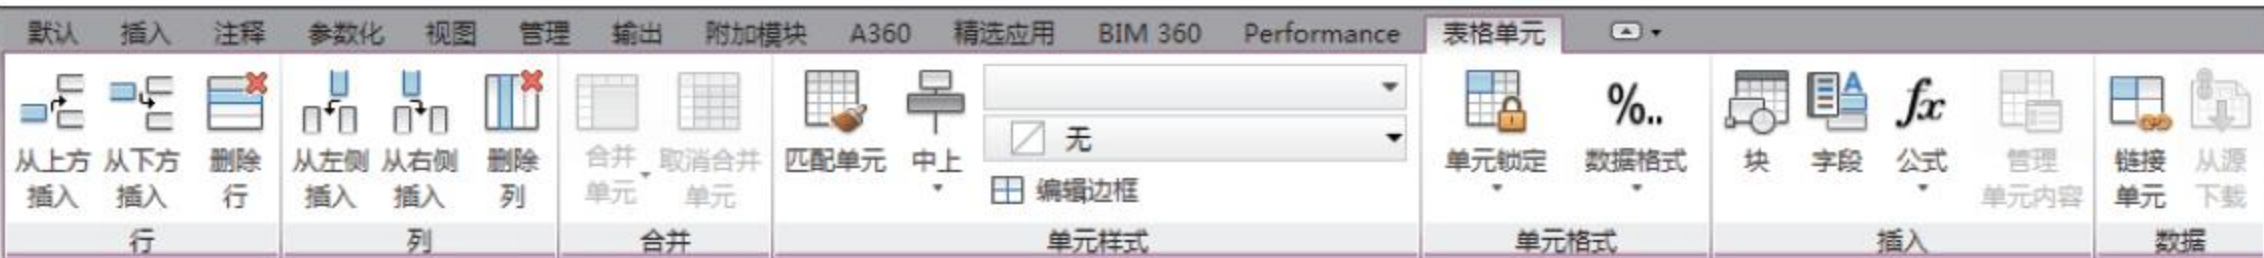 默认 插入 注释 参数化 视图 管理 输出 附加模块 A360 精选应用 BIM 360 Performance 表格单元
从上方
插入
从下方
插入
删除
行
行
从左侧
插入
从右侧
插入
删除
列
列
合并
单元
取消合并
单元
合并
匹配单元
中上
无
编辑边框
单元样式
单元锁定
%..
数据格式
单元格式
块
A
字段
fx
公式
管理
单元内容
插入
链接
单元
从源
下载
数据